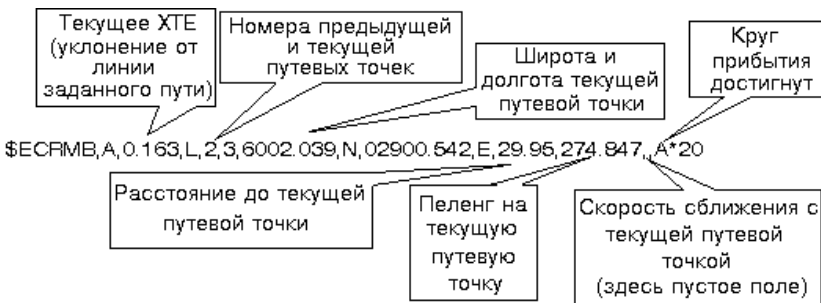 Текущее XTE
(уклонение от
линии
заданного пути)
Номера предыдущей
и текущей
путевых точек
Широта и
долгота текущей
путевой точки
Круг
прибытия
достигнут
$ECRMB,A,0.163,L,2,3,6002.039,N,02900.542,E,29.95,274.847,,A*20
Расстояние до текущей
путевой точки
Пеленг на
текущую
путевую
точку
Скорость сближения с
текущей путевой
точкой
(здесь пустое поле)